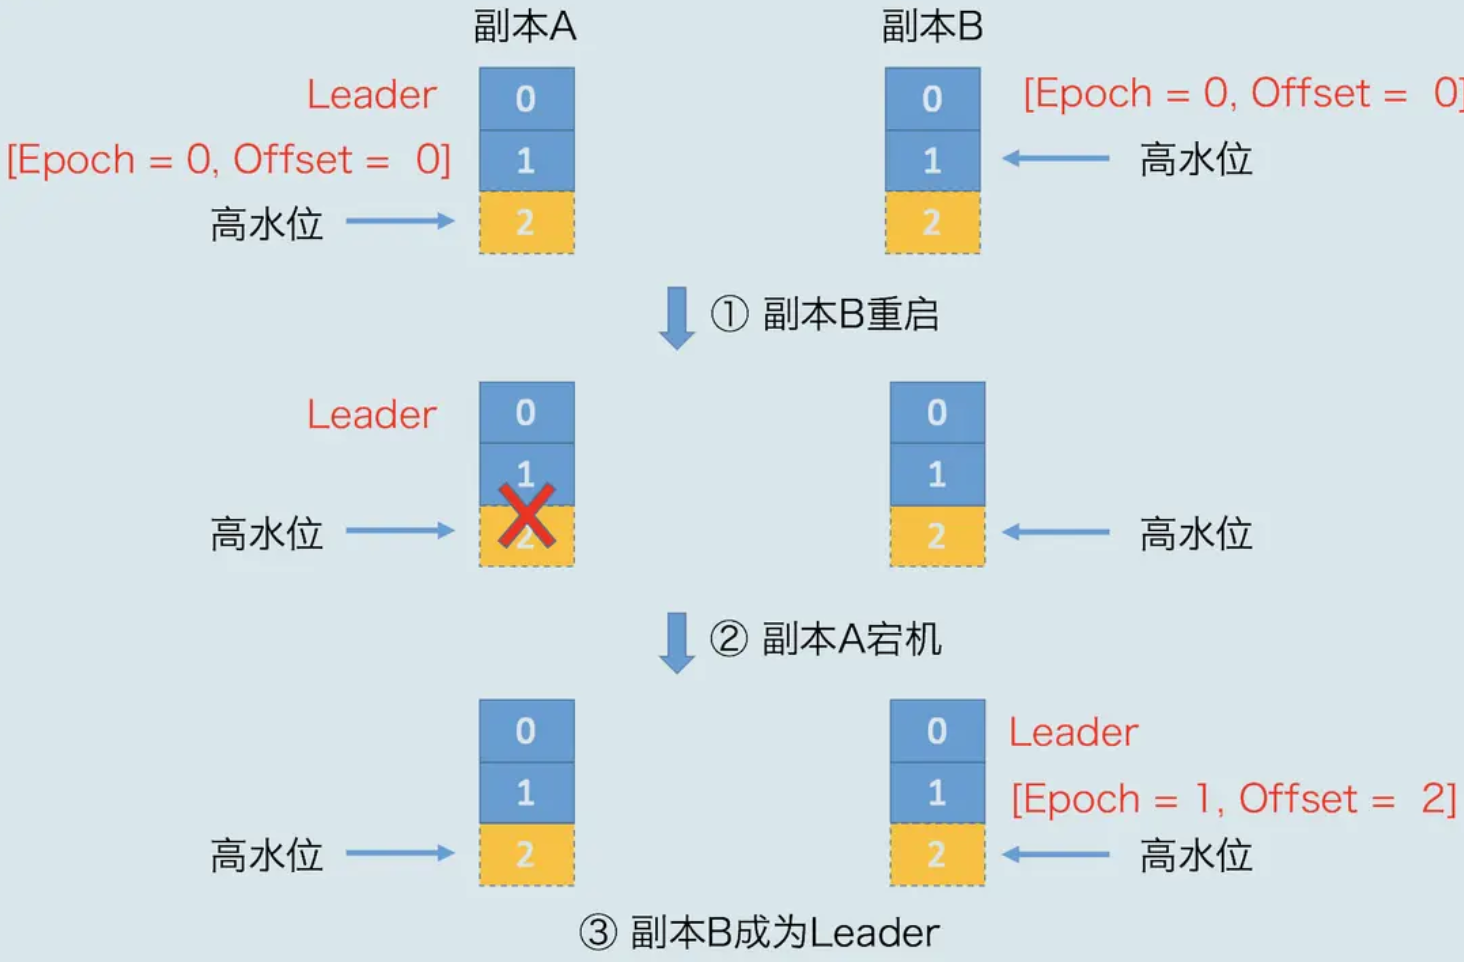 副本A 副本B
Leader 0 0 [Epoch = 0, Offset = 0]
[Epoch = 0, Offset = 0] 1 1 高水位
高水位 2 2
① 副本B重启
Leader 0 0
1 1
高水位 2 2 高水位
② 副本A宕机
0 0 Leader
1 1 [Epoch = 1, Offset = 2]
高水位 2 2 高水位
③ 副本B成为Leader